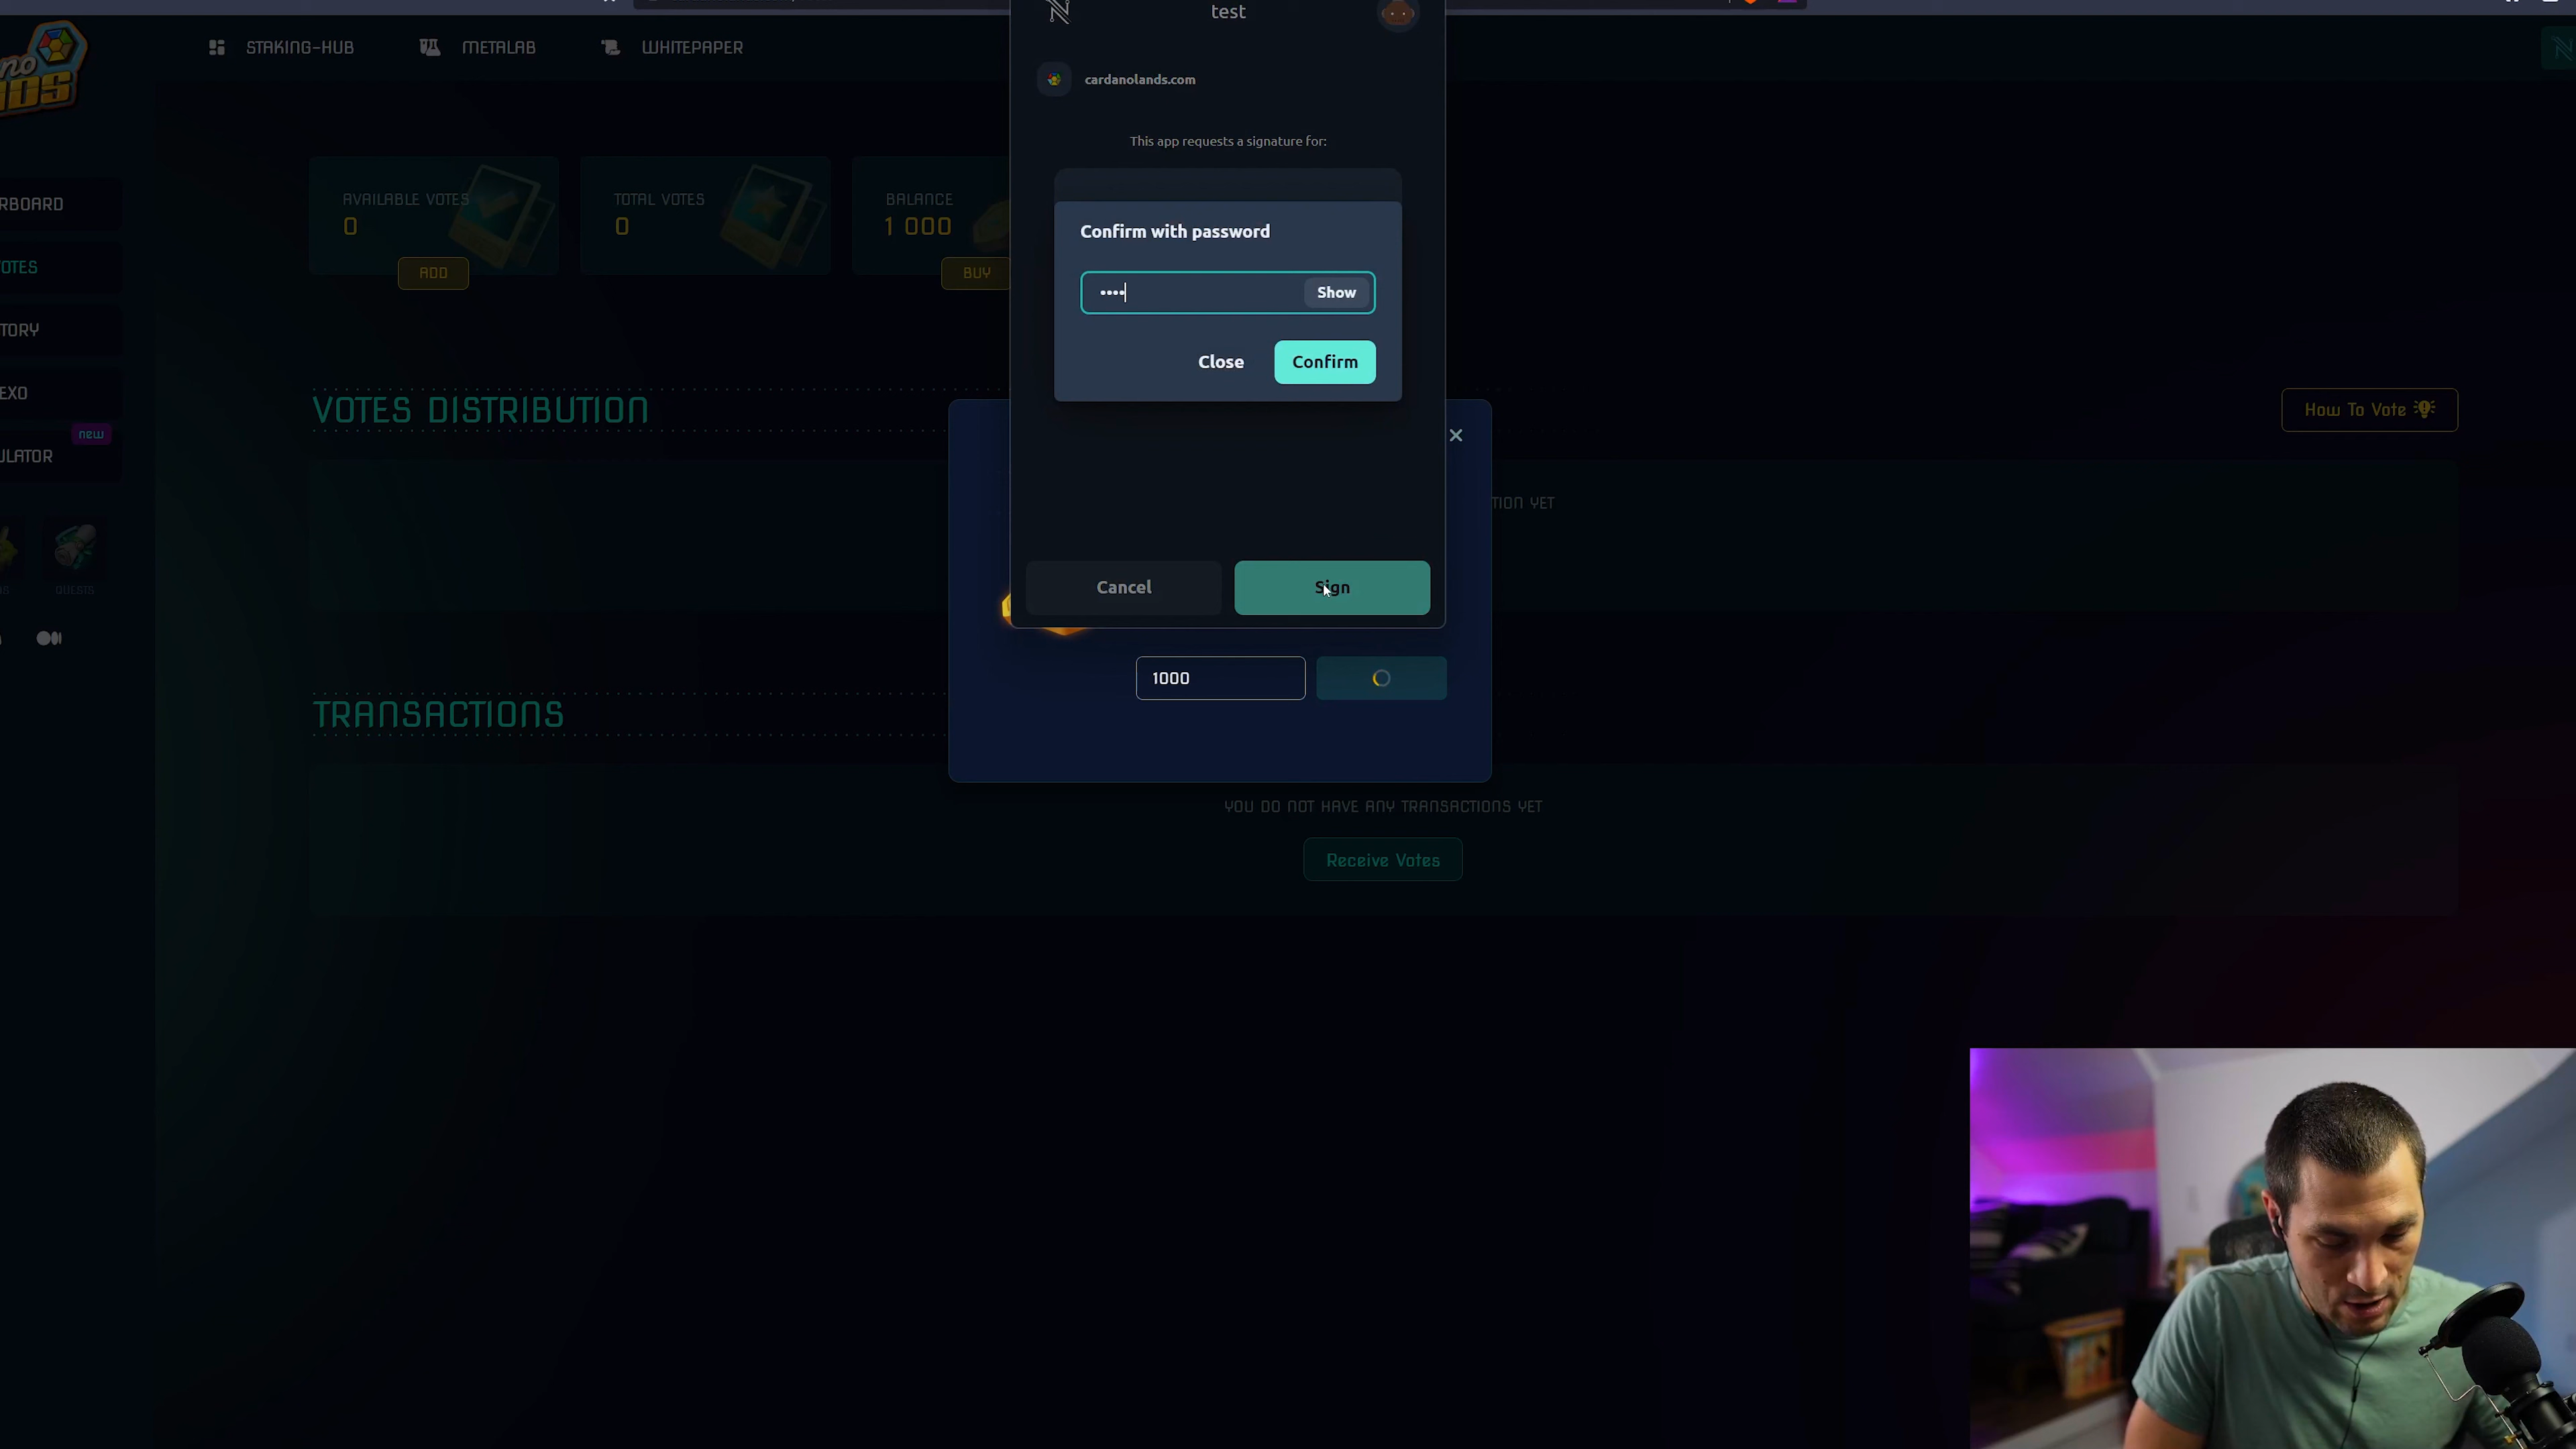 test
STAKING-HUB
METALAB
WHITEPAPER
cardanolands.com
This app requests a signature for:
AVAILABLE VOTES
0
ADD
TOTAL VOTES
0
BALANCE
1 000
BUY
Confirm with password
••••
Show
Close
Confirm
RBOARD
OTES
TORY
EXO
new
ULATOR
QUESTS
VOTES DISTRIBUTION
How To Vote
TION YET
Cancel
Sign
1000
TRANSACTIONS
YOU DO NOT HAVE ANY TRANSACTIONS YET
Receive Votes